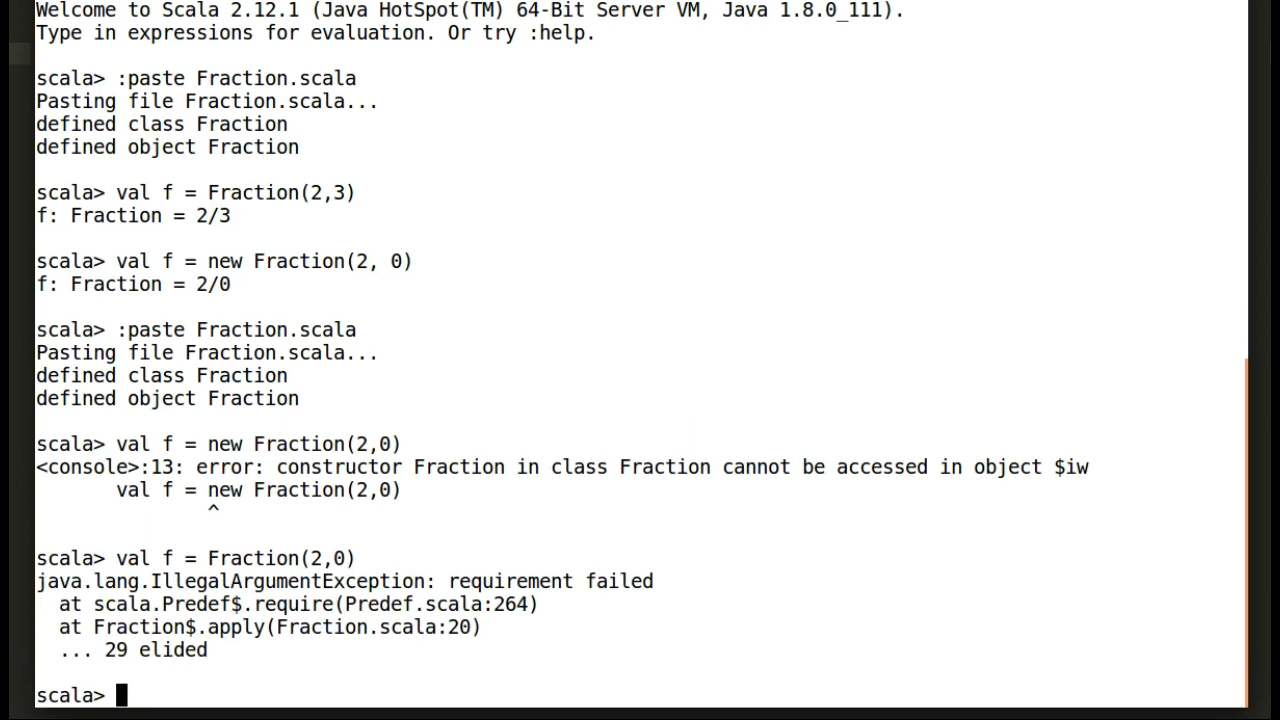 Welcome to Scala 2.12.1 (Java HotSpot(TM) 64-Bit Server VM, Java 1.8.0_111).
Type in expressions for evaluation. Or try :help.
scala> :paste Fraction.scala
Pasting file Fraction.scala...
defined class Fraction
defined object Fraction
scala> val f = Fraction(2,3)
f: Fraction = 2/3
scala> val f = new Fraction(2, 0)
f: Fraction = 2/0
scala> :paste Fraction.scala
Pasting file Fraction.scala...
defined class Fraction
defined object Fraction
scala> val f = new Fraction(2,0)
<console>:13: error: constructor Fraction in class Fraction cannot be accessed in object $iw
       val f = new Fraction(2,0)
               ^
scala> val f = Fraction(2,0)
java.lang.IllegalArgumentException: requirement failed
  at scala.Predef$.require(Predef.scala:264)
  at Fraction$.apply(Fraction.scala:20)
  ... 29 elided
scala>